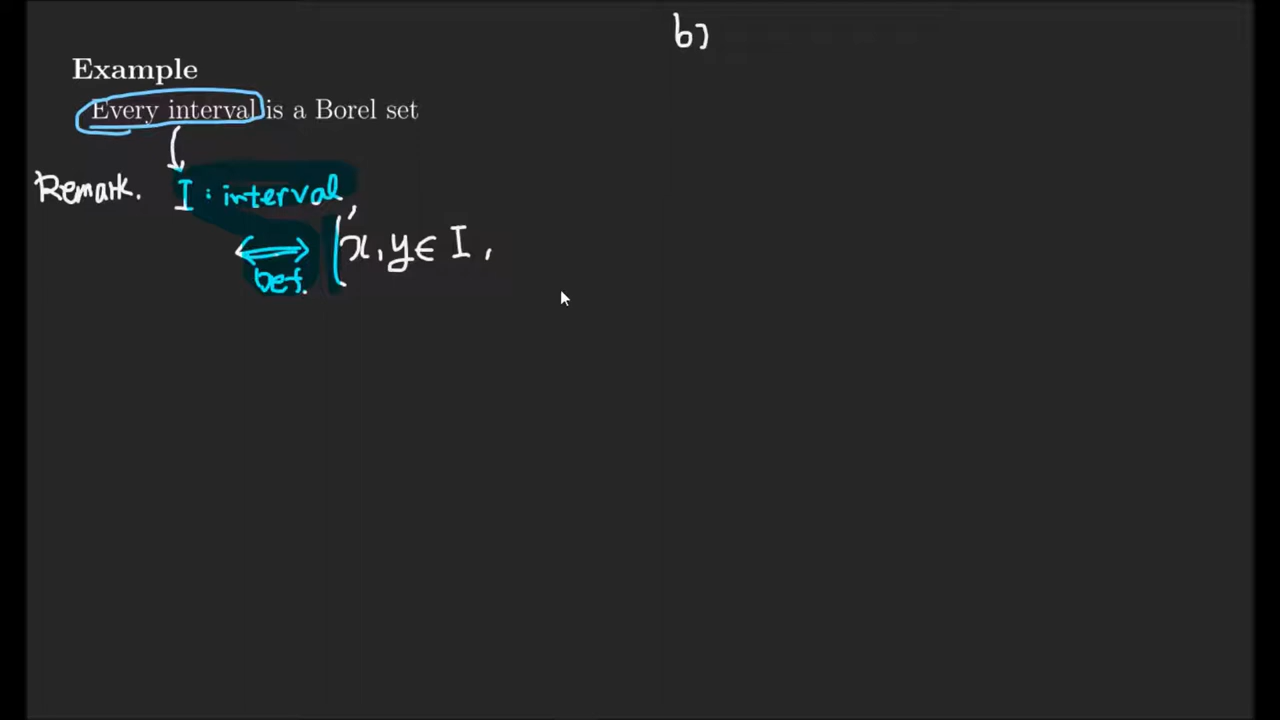 Example
Every interval is a Borel set
Remark. I : interval,
⟺ def. x, y ∈ I,
b)